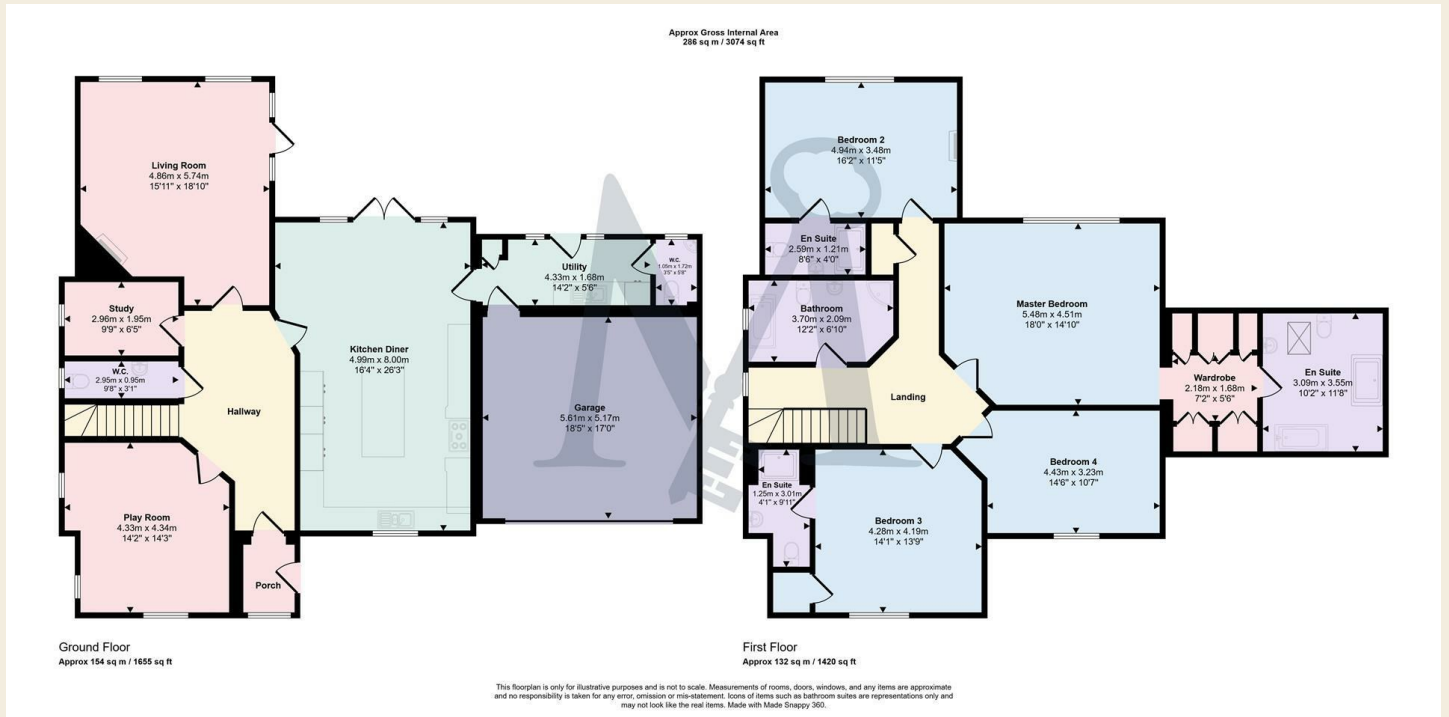 Approx Gross Internal Area
286 sq m / 3074 sq ft
Living Room
4.86m x 5.74m
15'11" x 18'10"
Study
2.96m x 1.95m
9'9" x 6'5"
W.C.
2.95m x 0.95m
9'8" x 3'1"
Hallway
Play Room
4.33m x 4.34m
14'2" x 14'3"
Porch
Kitchen Diner
4.99m x 8.00m
16'4" x 26'3"
Utility
4.33m x 1.68m
14'2" x 5'6"
W.C.
1.05m x 1.72m
3'5" x 5'8"
Garage
5.61m x 5.17m
18'5" x 17'0"
Ground Floor
Approx 154 sq m / 1655 sq ft
Bedroom 2
4.94m x 3.48m
16'2" x 11'5"
En Suite
2.59m x 1.21m
8'6" x 4'0"
Bathroom
3.70m x 2.09m
12'2" x 6'10"
Master Bedroom
5.48m x 4.51m
18'0" x 14'10"
Wardrobe
2.18m x 1.68m
7'2" x 5'6"
En Suite
3.09m x 3.55m
10'2" x 11'8"
Landing
Bedroom 4
4.43m x 3.23m
14'6" x 10'7"
En Suite
1.25m x 3.01m
4'1" x 9'11"
Bedroom 3
4.28m x 4.19m
14'1" x 13'9"
First Floor
Approx 132 sq m / 1420 sq ft
This floorplan is only for illustrative purposes and is not to scale. Measurements of rooms, doors, windows, and any items are approximate
and no responsibility is taken for any error, omission or mis-statement. Icons of items such as bathroom suites are representations only and
may not look like the real items. Made with Made Snappy 360.